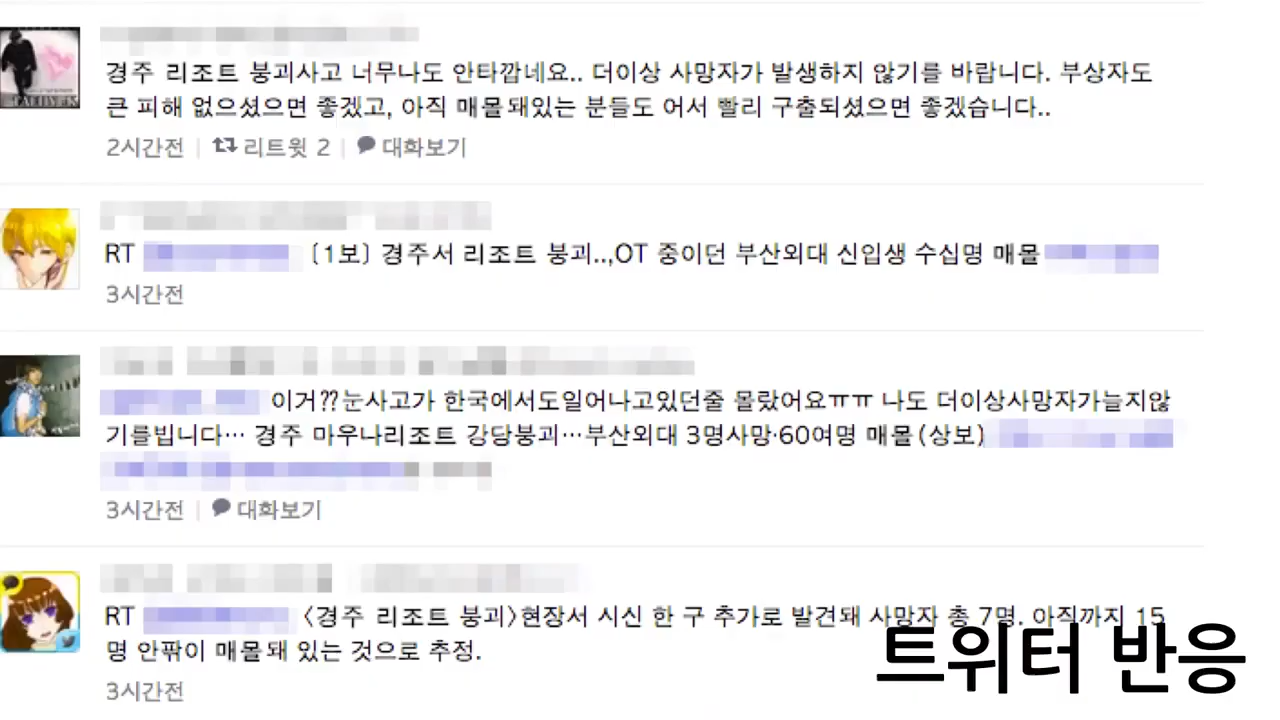 경주 리조트 붕괴사고 너무나도 안타깝네요.. 더이상 사망자가 발생하지 않기를 바랍니다. 부상자도
큰 피해 없으셨으면 좋겠고, 아직 매몰돼있는 분들도 어서 빨리 구출되셨으면 좋겠습니다..
2시간전 | 리트윗 2 | 대화보기
RT [1보] 경주서 리조트 붕괴..,OT 중이던 부산외대 신입생 수십명 매몰
3시간전
이거??눈사고가 한국에서도일어나고있던줄 몰랐어요ㅠㅠ 나도 더이상사망자가늘지않
기를빕니다… 경주 마우나리조트 강당붕괴…부산외대 3명사망·60여명 매몰(상보)
3시간전 | 대화보기
RT <경주 리조트 붕괴>현장서 시신 한 구 추가로 발견돼 사망자 총 7명. 아직까지 15
명 안팎이 매몰돼 있는 것으로 추정.
3시간전
트위터 반응